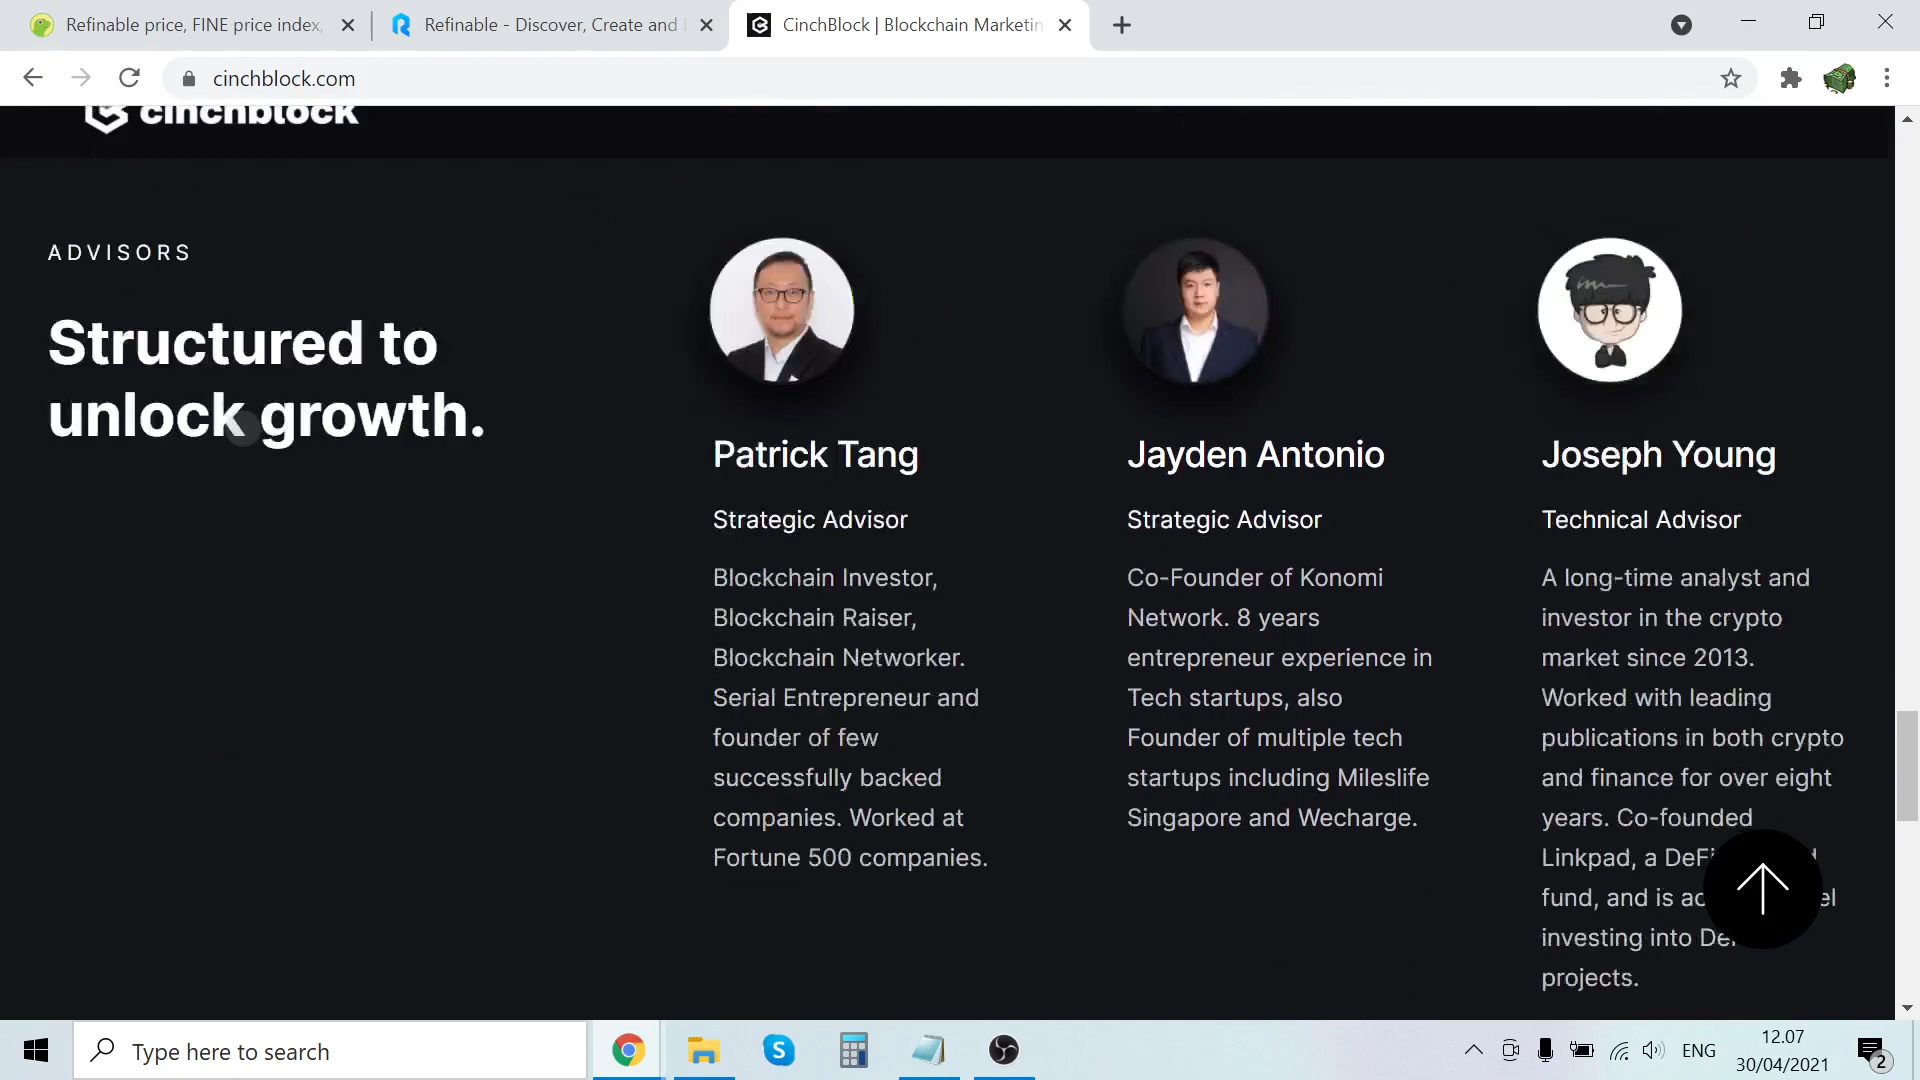 Refinable price, FINE price index,
Refinable - Discover, Create and
CinchBlock | Blockchain Marketin
cinchblock.com
cinchblock
ADVISORS
Structured to
unlock growth.
Patrick Tang
Strategic Advisor
Blockchain Investor,
Blockchain Raiser,
Blockchain Networker.
Serial Entrepreneur and
founder of few
successfully backed
companies. Worked at
Fortune 500 companies.
Jayden Antonio
Strategic Advisor
Co-Founder of Konomi
Network. 8 years
entrepreneur experience in
Tech startups, also
Founder of multiple tech
startups including Mileslife
Singapore and Wecharge.
Joseph Young
Technical Advisor
A long-time analyst and
investor in the crypto
market since 2013.
Worked with leading
publications in both crypto
and finance for over eight
years. Co-founded
Linkpad, a DeFi
fund, and is
investing into
projects.
Type here to search
ENG
12.07
30/04/2021
2